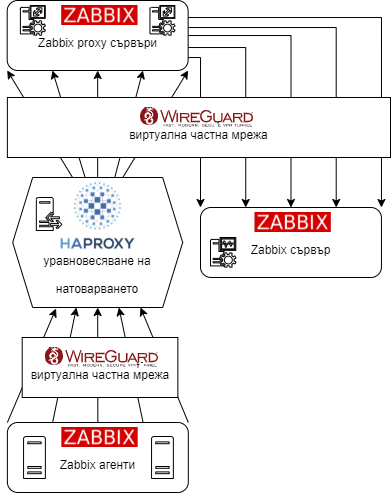 ZABBIX
Zabbix proxy сървъри
WIREGUARD
FAST, MODERN, SECURE VPN TUNNEL
виртуална частна мрежа
HAPROXY
уравновесяване на
натоварването
ZABBIX
Zabbix сървър
WIREGUARD
FAST, MODERN, SECURE VPN TUNNEL
виртуална частна мрежа
ZABBIX
Zabbix агенти